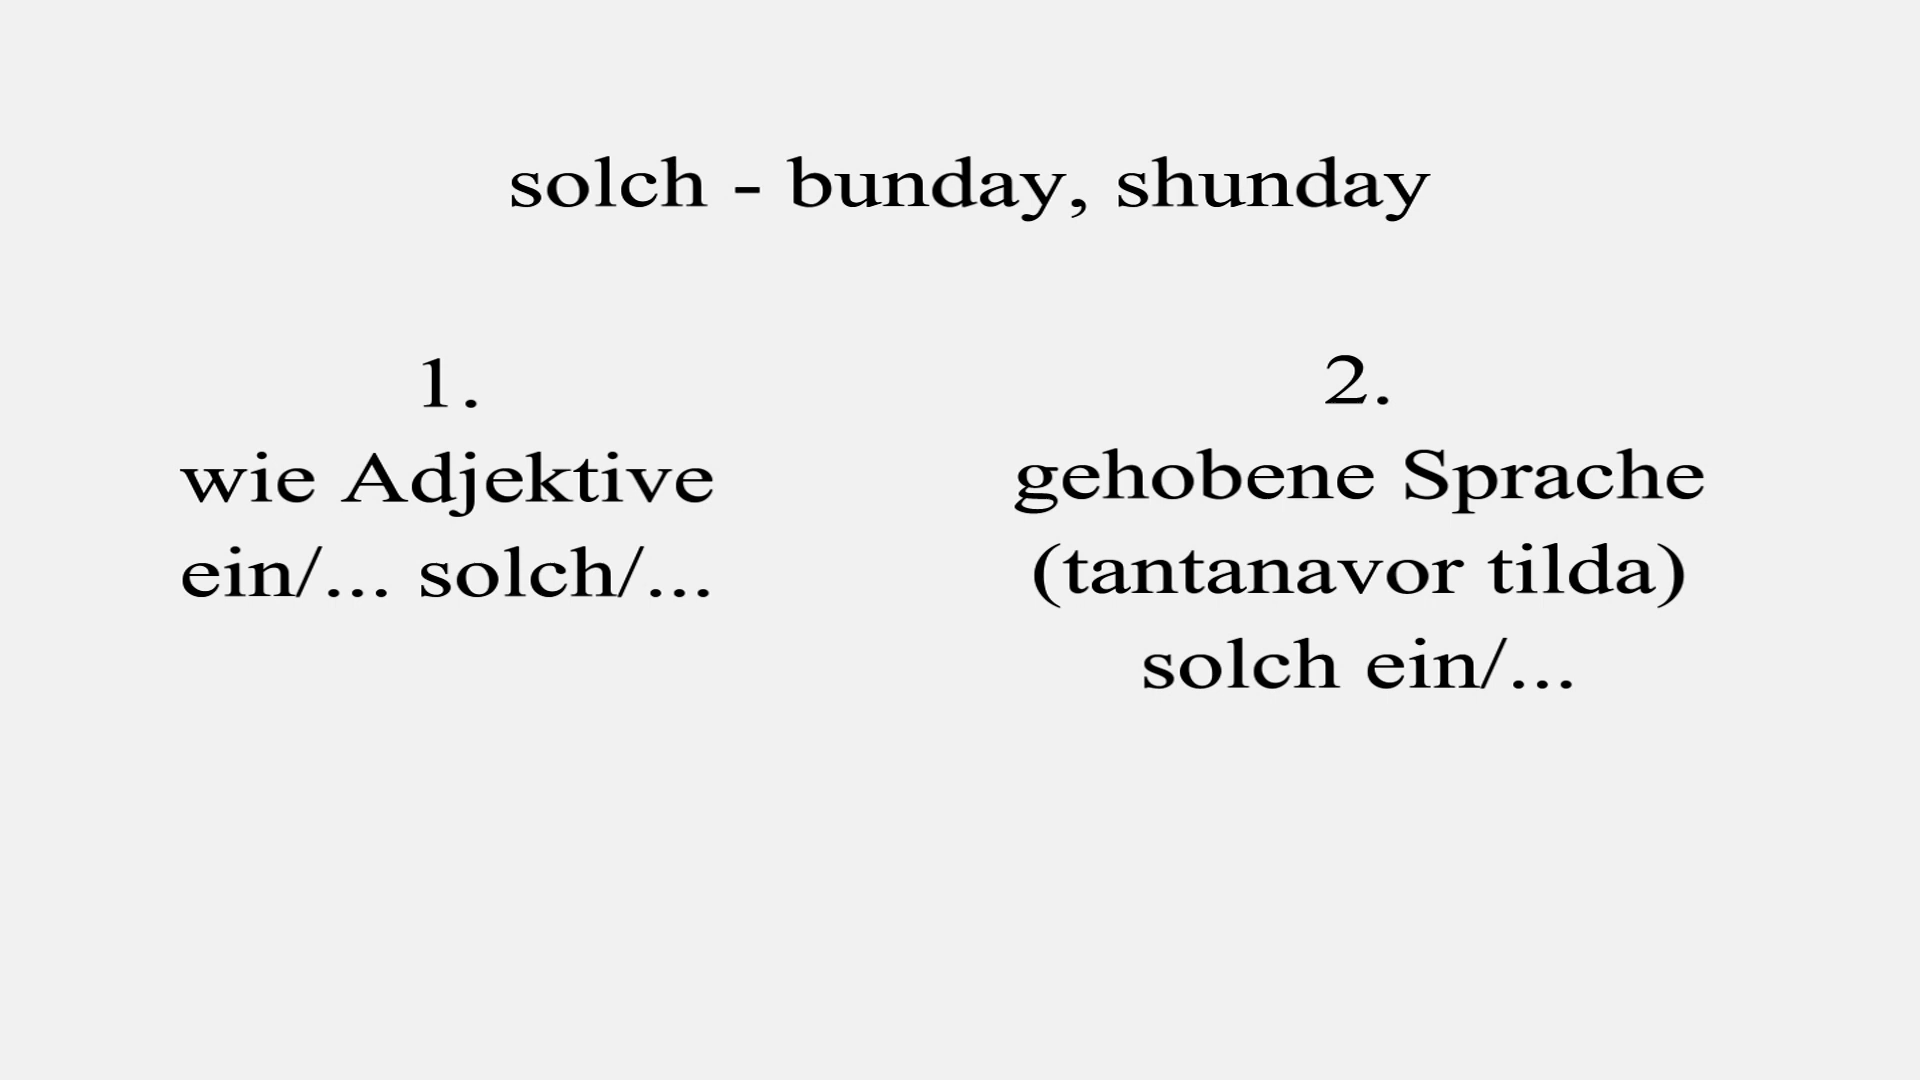 solch - bunday, shunday
1.
wie Adjektive
ein/... solch/...
2.
gehobene Sprache
(tantanavor tilda)
solch ein/...